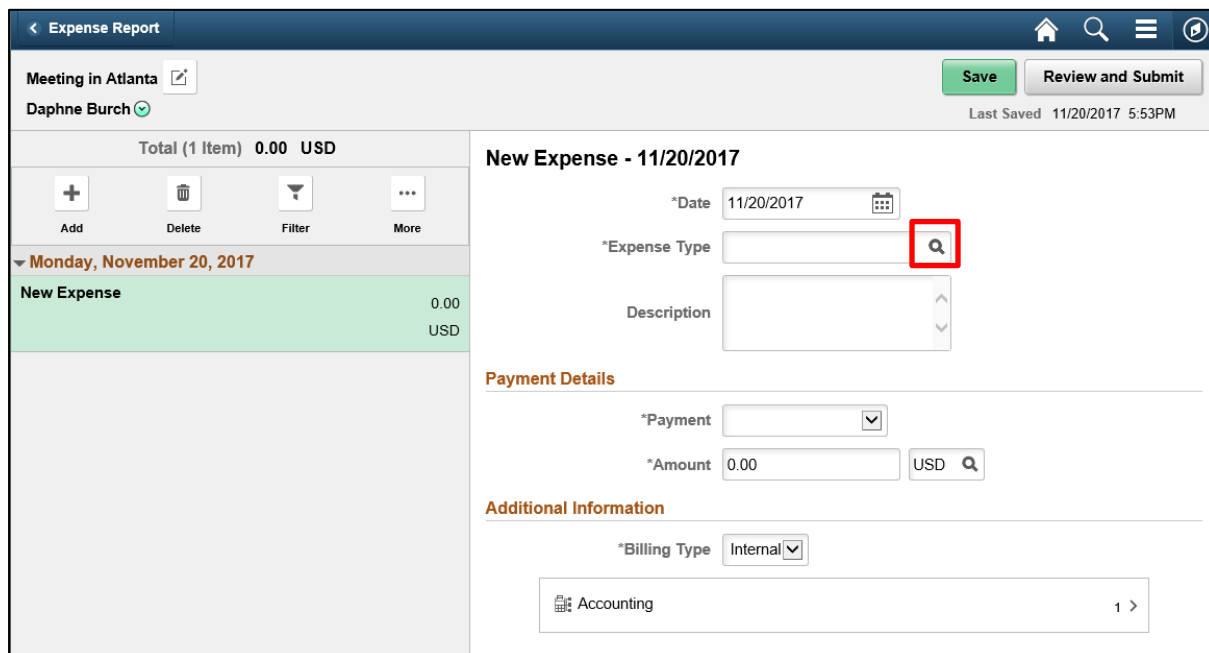 Expense Report
Meeting in Atlanta
Save
Review and Submit
Daphne Burch
Last Saved 11/20/2017 5:53PM
Total (1 Item) 0.00 USD
Add
Delete
Filter
More
Monday, November 20, 2017
New Expense
0.00
USD
New Expense - 11/20/2017
*Date 11/20/2017
*Expense Type
Description
Payment Details
*Payment
*Amount 0.00 USD
Additional Information
*Billing Type Internal
Accounting 1